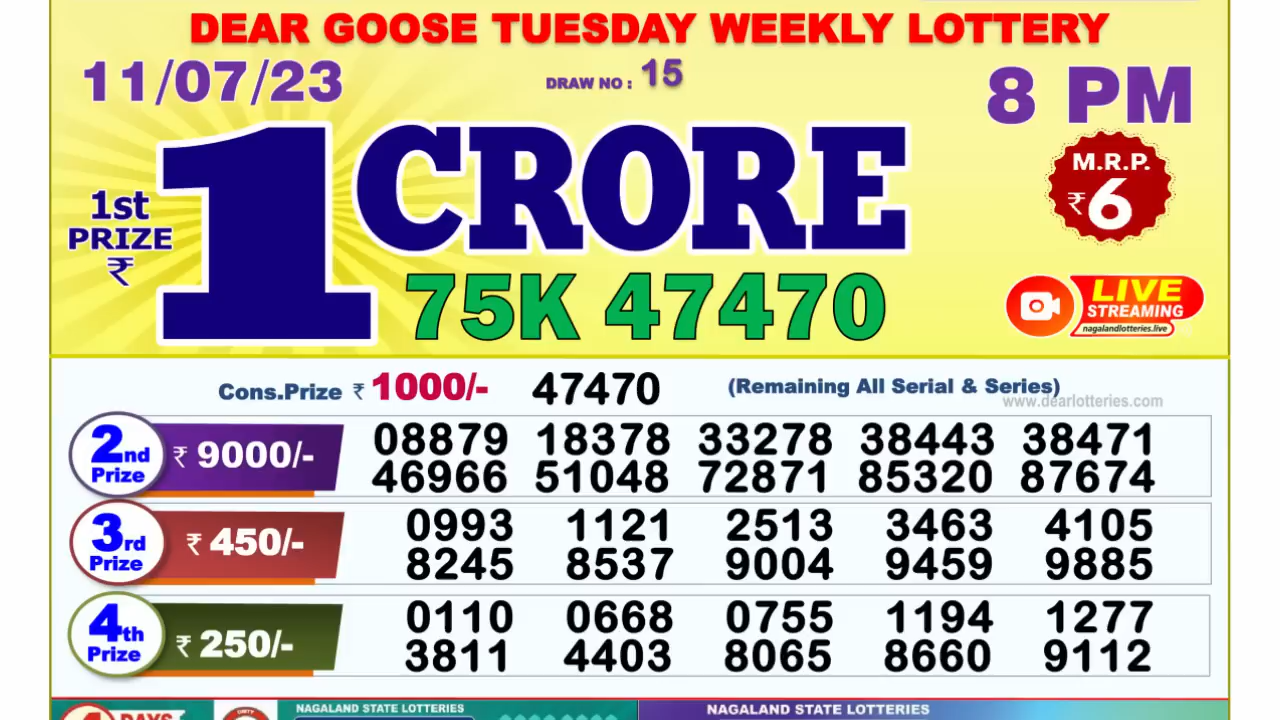 DEAR GOOSE TUESDAY WEEKLY LOTTERY
11/07/23
DRAW NO : 15
8 PM
M.R.P.
₹ 6
1st
PRIZE
₹
1 CRORE
75K 47470
LIVE
STREAMING
nagalandlotteries.live
Cons.Prize ₹ 1000/- 47470 (Remaining All Serial & Series)
www.dearlotteries.com
2nd Prize ₹ 9000/-
08879 18378 33278 38443 38471
46966 51048 72871 85320 87674
3rd Prize ₹ 450/-
0993 1121 2513 3463 4105
8245 8537 9004 9459 9885
4th Prize ₹ 250/-
0110 0668 0755 1194 1277
3811 4403 8065 8660 9112
NAGALAND STATE LOTTERIES
NAGALAND STATE LOTTERIES
DAYS